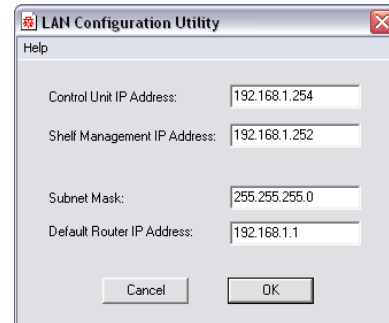 LAN Configuration Utility
Help
Control Unit IP Address: 192.168.1.254
Shelf Management IP Address: 192.168.1.252
Subnet Mask: 255.255.255.0
Default Router IP Address: 192.168.1.1
Cancel OK